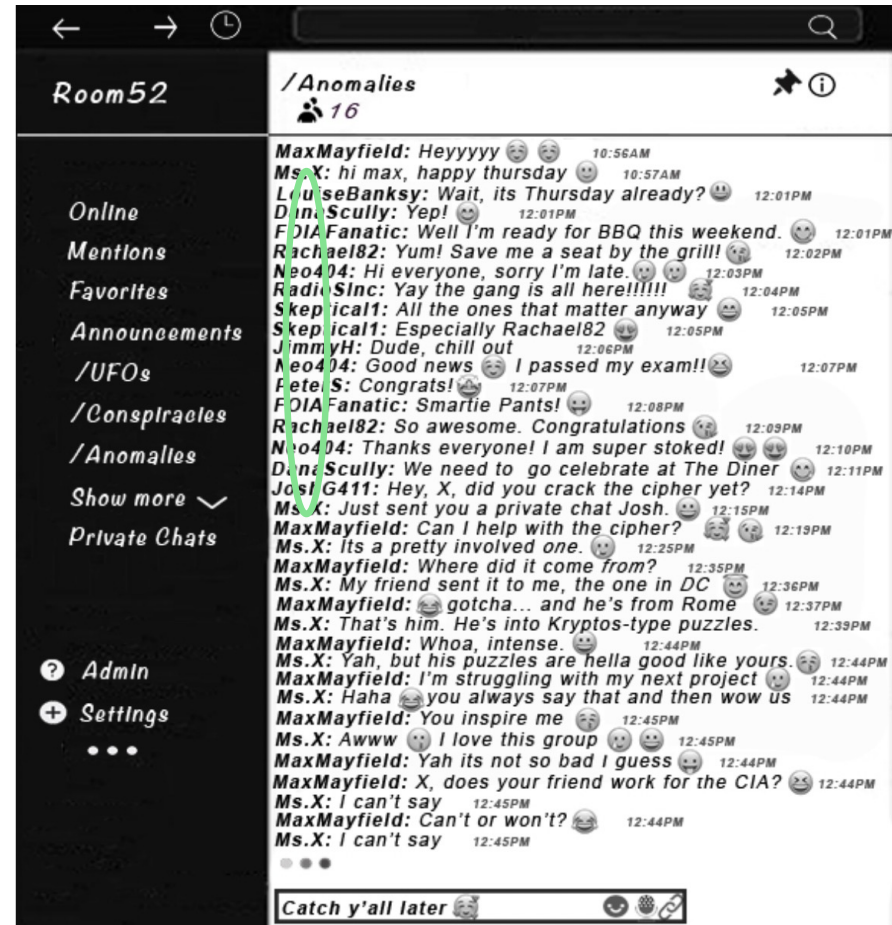 Room52
/Anomalies
16
Online
Mentions
Favorites
Announcements
/UFOs
/Conspiracies
/Anomalies
Show more
Private Chats
Admin
Settings
MaxMayfield: Heyyyyy 😚 😚 10:56AM
Ms.X: hi max, happy thursday 🙂 10:57AM
LouiseBanksy: Wait, its Thursday already? 😃 12:01PM
DanaScully: Yep! 😊 12:01PM
FOIAFanatic: Well I'm ready for BBQ this weekend. 😊 12:01PM
Rachael82: Yum! Save me a seat by the grill! 😘 12:02PM
Neo404: Hi everyone, sorry I'm late. 🙂 🙂 12:03PM
RadioSInc: Yay the gang is all here!!!!!! 🥰 12:04PM
Skeptical1: All the ones that matter anyway 😄 12:05PM
Skeptical1: Especially Rachael82 😍 12:05PM
JimmyH: Dude, chill out 12:06PM
Neo404: Good news ☺️ I passed my exam!! 😆 12:07PM
PeteIS: Congrats! 🤩 12:07PM
FOIAFanatic: Smartie Pants! 😛 12:08PM
Rachael82: So awesome. Congratulations 😘 12:09PM
Neo404: Thanks everyone! I am super stoked! 😍 😍 12:10PM
DanaScully: We need to go celebrate at The Diner 😊 12:11PM
JoshG411: Hey, X, did you crack the cipher yet? 12:14PM
Ms.X: Just sent you a private chat Josh. 😀 12:15PM
MaxMayfield: Can I help with the cipher? 🥰 😘 12:19PM
Ms.X: Its a pretty involved one. 🙂 12:25PM
MaxMayfield: Where did it come from? 12:35PM
Ms.X: My friend sent it to me, the one in DC 😇 12:36PM
MaxMayfield: 😂 gotcha... and he's from Rome 😉 12:37PM
Ms.X: That's him. He's into Kryptos-type puzzles. 12:39PM
MaxMayfield: Whoa, intense. 😀 12:44PM
Ms.X: Yah, but his puzzles are hella good like yours. 😚 12:44PM
MaxMayfield: I'm struggling with my next project 🙂 12:44PM
Ms.X: Haha 😂 you always say that and then wow us 12:44PM
MaxMayfield: You inspire me 😚 12:45PM
Ms.X: Awww 😗 I love this group 🙂 😀 12:45PM
MaxMayfield: Yah its not so bad I guess 😛 12:44PM
MaxMayfield: X, does your friend work for the CIA? 😆 12:44PM
Ms.X: I can't say 12:45PM
MaxMayfield: Can't or won't? 😂 12:44PM
Ms.X: I can't say 12:45PM
Catch y'all later 🥰